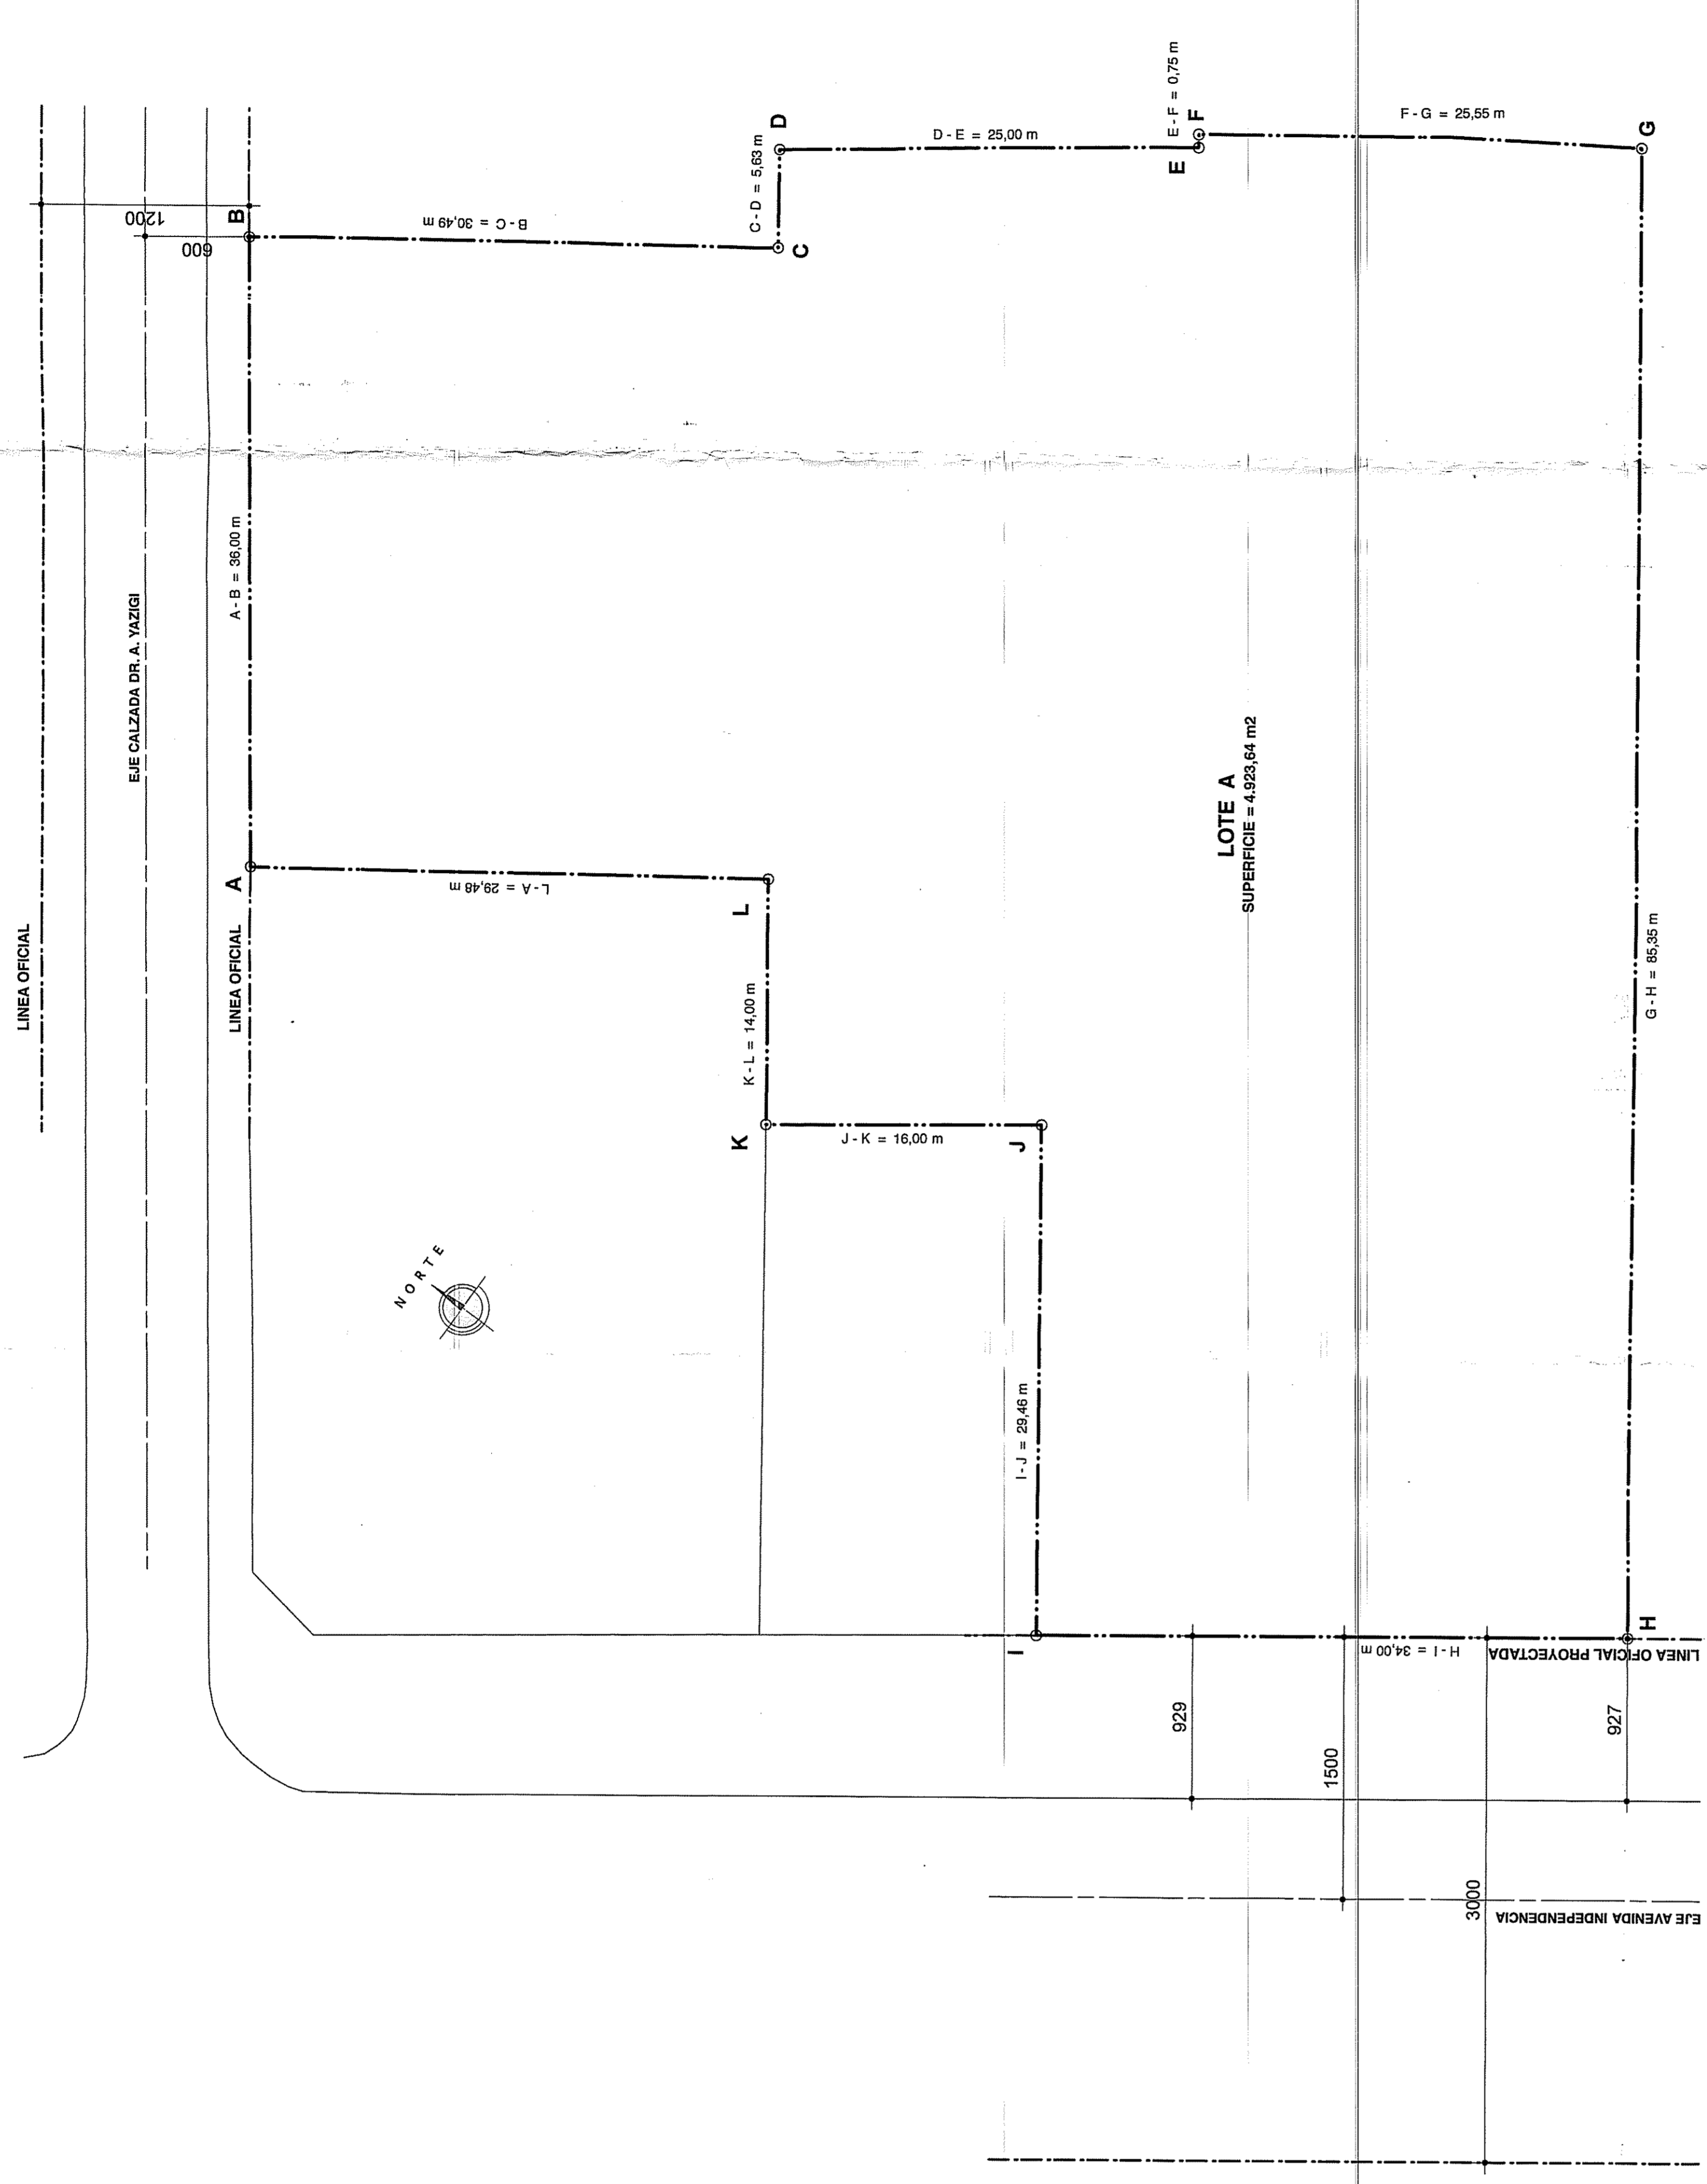 LINEA OFICIAL
EJE CALZADA DR. A. YAZIGI
LINEA OFICIAL
1200
600
A
B
A - B = 36,00 m
B - C = 30,49 m
C
C - D = 5,63 m
D
D - E = 25,00 m
E
E - F = 0,75 m
F
F - G = 25,55 m
G
G - H = 85,35 m
H
H - I = 34,00 m
I
I - J = 29,46 m
J
J - K = 16,00 m
K
K - L = 14,00 m
L
L - A = 29,48 m
NORTE
LOTE A
SUPERFICIE = 4.923,64 m2
LINEA OFICIAL PROYECTADA
929
1500
3000
927
EJE AVENIDA INDEPENDENCIA